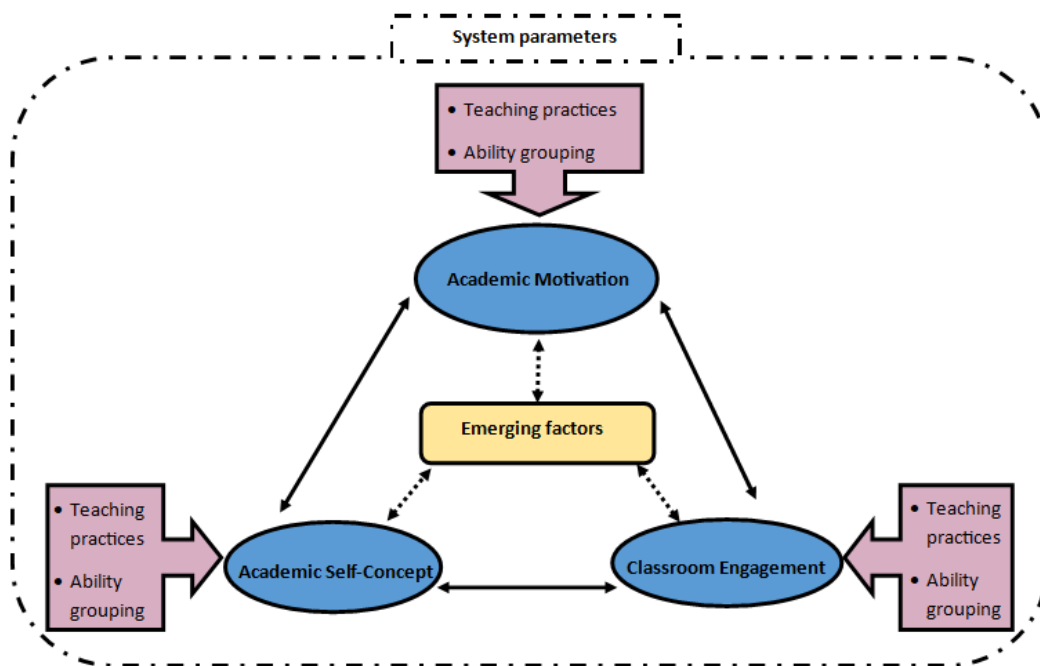 System parameters
• Teaching practices
• Ability grouping
Academic Motivation
Emerging factors
• Teaching
practices
• Ability
grouping
Academic Self-Concept
Classroom Engagement
• Teaching
practices
• Ability
grouping